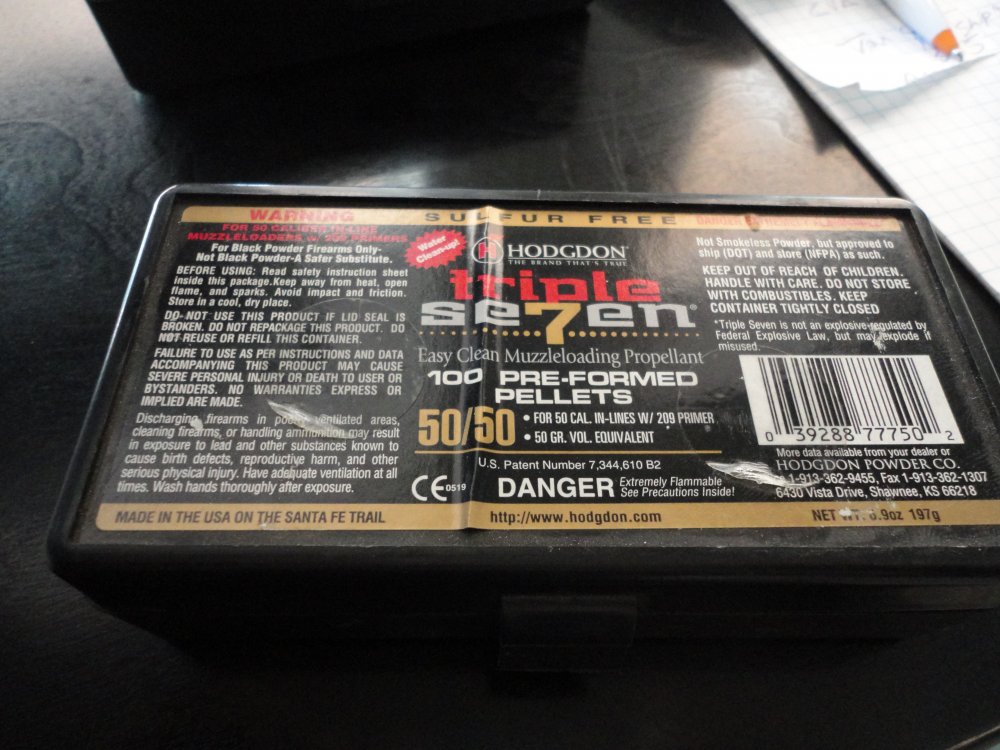 WARNING
FOR 50 CALIBER IN-LINE
MUZZLELOADERS w/ 209 PRIMERS
For Black Powder Firearms Only-
Not Black Powder-A Safer Substitute.
BEFORE USING: Read safety instruction sheet
inside this package. Keep away from heat, open
flame, and sparks. Avoid impact and friction.
Store in a cool, dry place.
DO NOT USE THIS PRODUCT IF LID SEAL IS
BROKEN. DO NOT REPACKAGE THIS PRODUCT. DO
NOT REUSE OR REFILL THIS CONTAINER.
FAILURE TO USE AS PER INSTRUCTIONS AND DATA
ACCOMPANYING THIS PRODUCT MAY CAUSE
SEVERE PERSONAL INJURY OR DEATH TO USER OR
BYSTANDERS. NO WARRANTIES EXPRESS OR
IMPLIED ARE MADE.
Discharging firearms in poorly ventilated areas,
cleaning firearms, or handling ammunition may result
in exposure to lead and other substances known to
cause birth defects, reproductive harm, and other
serious physical injury. Have adequate ventilation at all
times. Wash hands thoroughly after exposure.
MADE IN THE USA ON THE SANTA FE TRAIL
SULFUR FREE
Water
Clean-up!
H HODGDON®
THE BRAND THAT'S TRUE.
triple
se7en®
Easy Clean Muzzleloading Propellant
100 PRE-FORMED
PELLETS
50/50
• FOR 50 CAL. IN-LINES W/ 209 PRIMER
• 50 GR. VOL. EQUIVALENT
U.S. Patent Number 7,344,610 B2
CE 0519
DANGER Extremely Flammable
See Precautions Inside!
http://www.hodgdon.com
DANGER
Not Smokeless Powder, but approved to
ship (DOT) and store (NFPA) as such.
KEEP OUT OF REACH OF CHILDREN.
HANDLE WITH CARE. DO NOT STORE
WITH COMBUSTIBLES. KEEP
CONTAINER TIGHTLY CLOSED
*Triple Seven is not an explosive regulated by
Federal Explosive Law, but may explode if
misused.
0 39288 77750 2
More data available from your dealer or
HODGDON POWDER CO.
1-913-362-9455, Fax 1-913-362-1307
6430 Vista Drive, Shawnee, KS 66218
NET WT. 6.9oz 197g